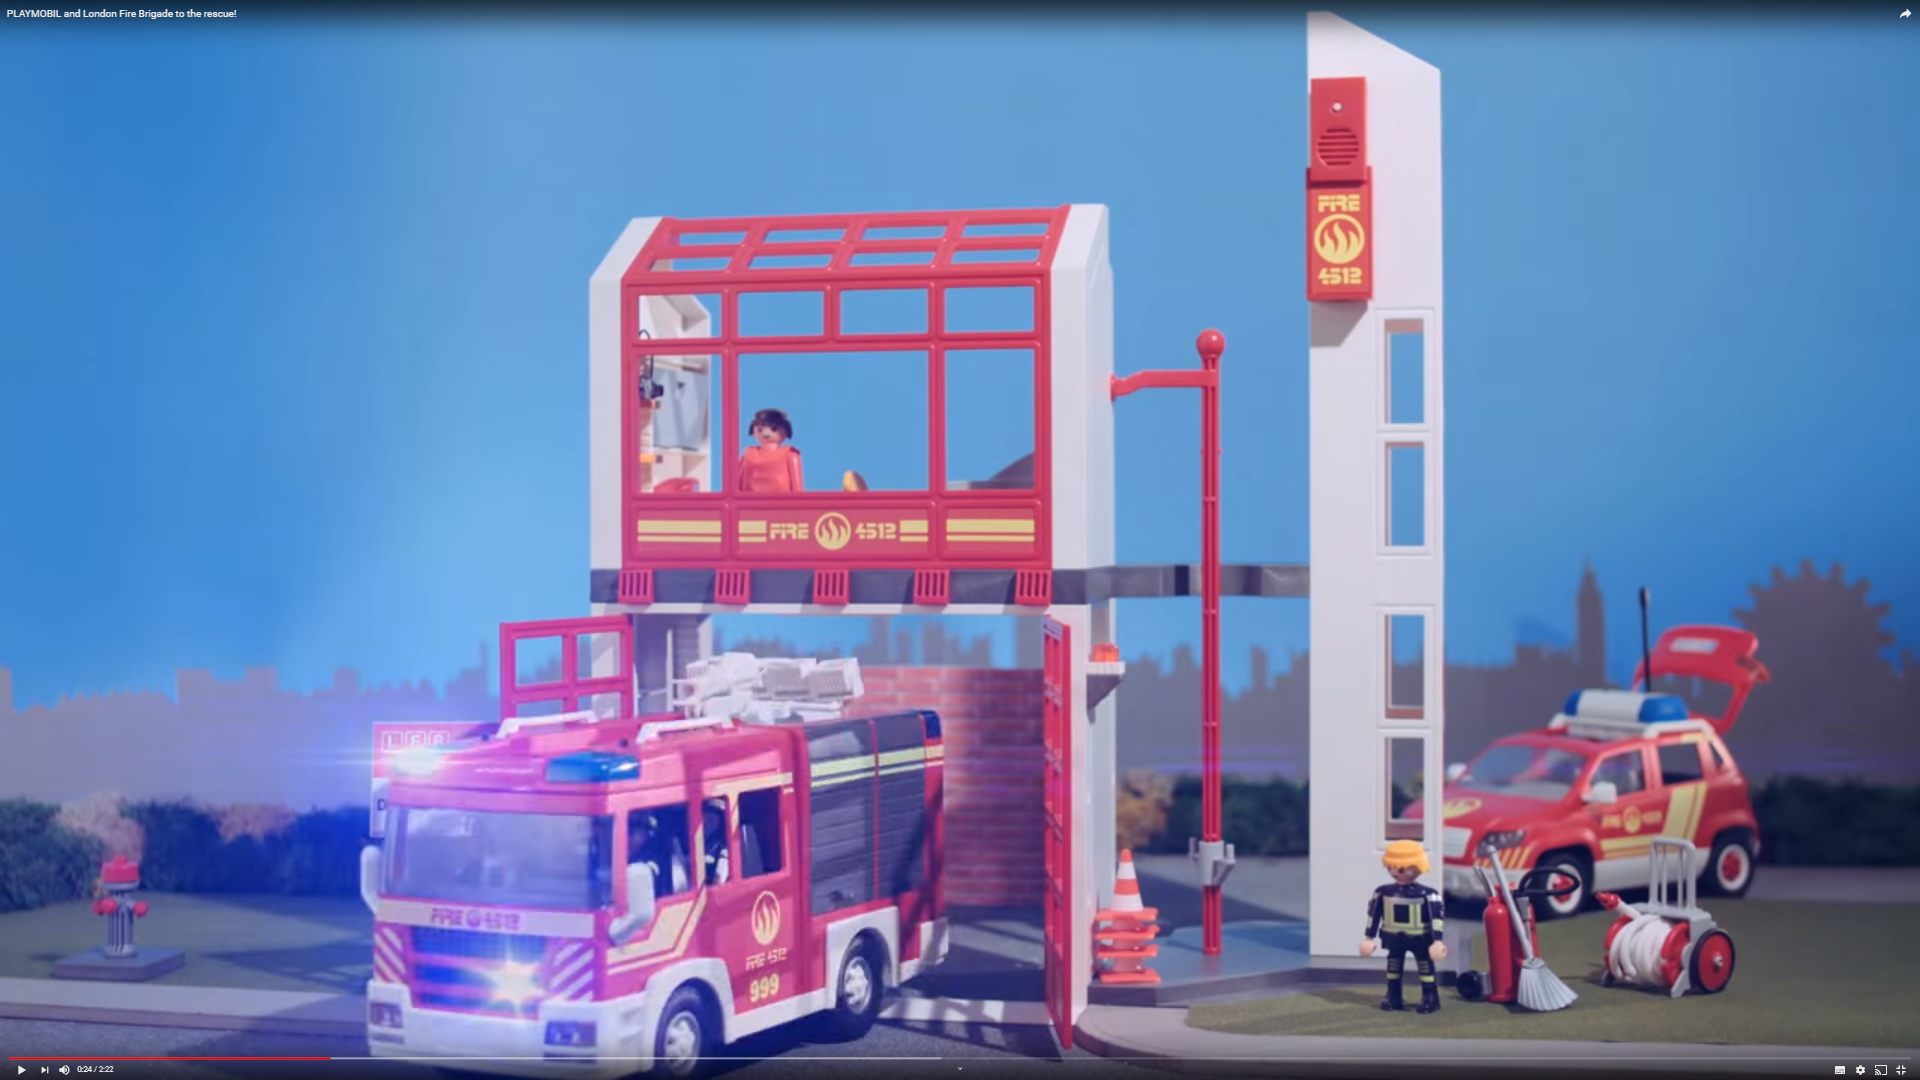 PLAYMOBIL and London Fire Brigade to the rescue!
FIRE
4512
FIRE 4512
FIRE 4512
FIRE 4512
999
0:24 / 2:22